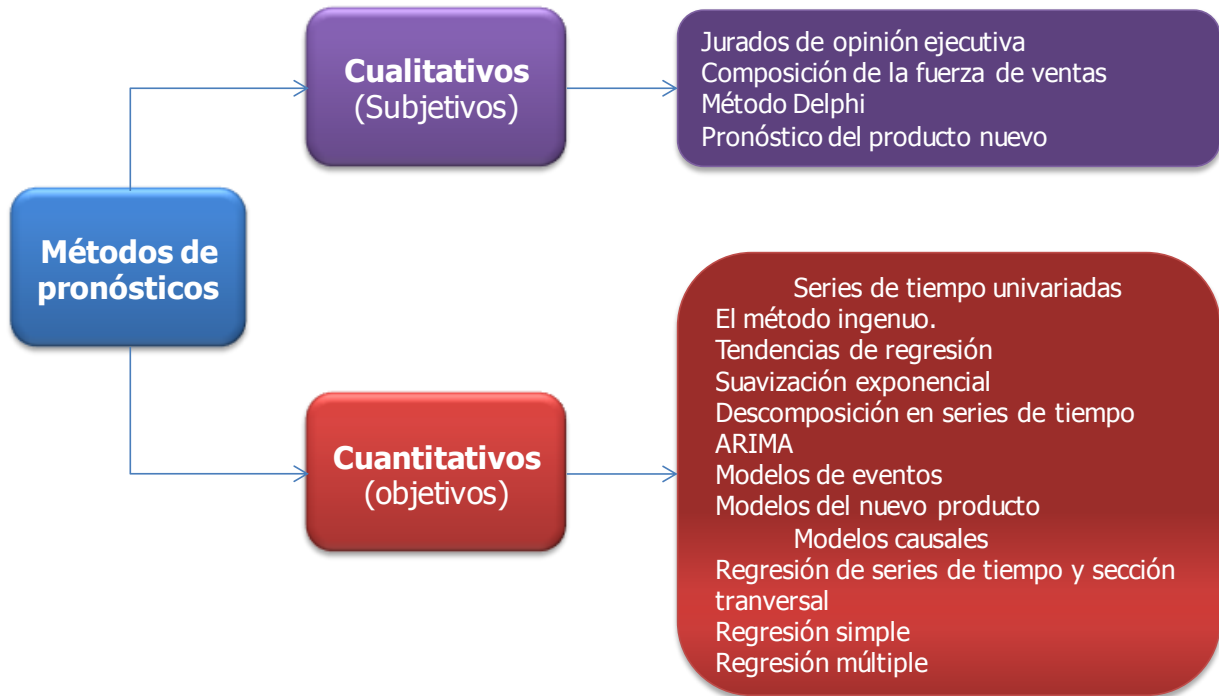 Métodos de
pronósticos
Cualitativos
(Subjetivos)
Jurados de opinión ejecutiva
Composición de la fuerza de ventas
Método Delphi
Pronóstico del producto nuevo
Cuantitativos
(objetivos)
Series de tiempo univariadas
El método ingenuo.
Tendencias de regresión
Suavización exponencial
Descomposición en series de tiempo
ARIMA
Modelos de eventos
Modelos del nuevo producto
Modelos causales
Regresión de series de tiempo y sección
tranversal
Regresión simple
Regresión múltiple